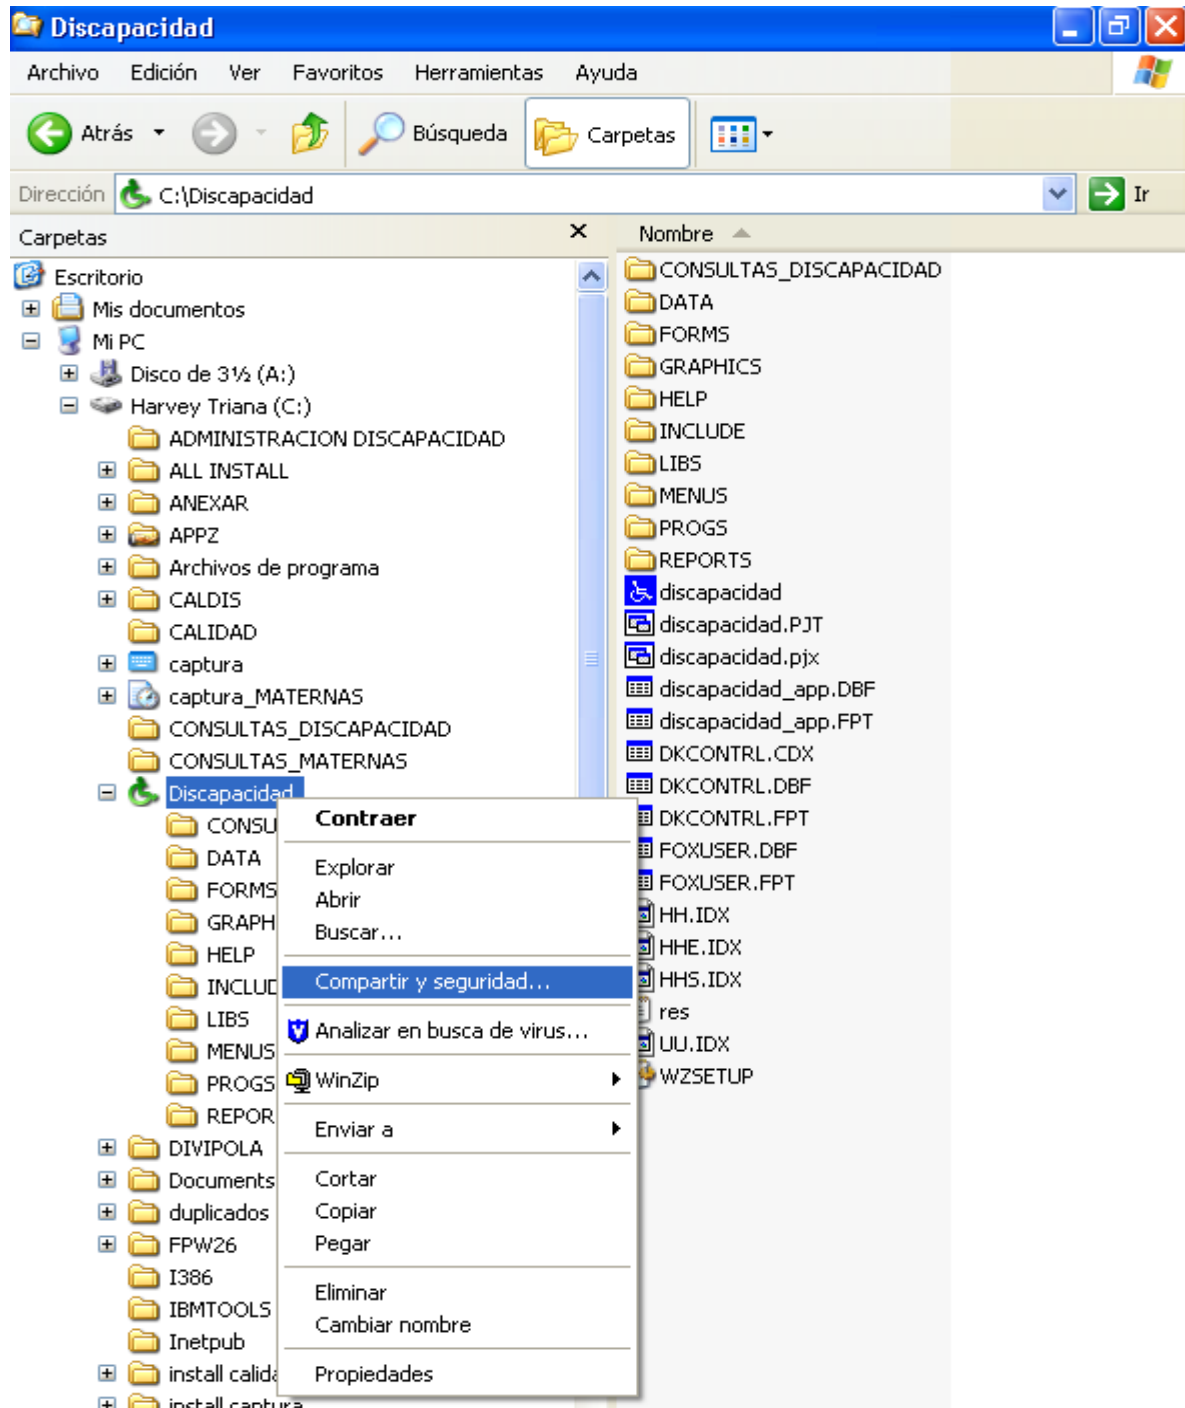 Discapacidad
Archivo Edición Ver Favoritos Herramientas Ayuda
Atrás Búsqueda Carpetas
Dirección C:\Discapacidad Ir
Carpetas
Escritorio
Mis documentos
Mi PC
Disco de 3½ (A:)
Harvey Triana (C:)
ADMINISTRACION DISCAPACIDAD
ALL INSTALL
ANEXAR
APPZ
Archivos de programa
CALDIS
CALIDAD
captura
captura_MATERNAS
CONSULTAS_DISCAPACIDAD
CONSULTAS_MATERNAS
Discapacidad
CONSU
DATA
FORMS
GRAPH
HELP
INCLUD
LIBS
MENUS
PROGS
REPOR
DIVIPOLA
Documents
duplicados
FPW26
I386
IBMTOOLS
Inetpub
install calida
install captura
Contraer
Explorar
Abrir
Buscar...
Compartir y seguridad...
Analizar en busca de virus...
WinZip
Enviar a
Cortar
Copiar
Pegar
Eliminar
Cambiar nombre
Propiedades
Nombre
CONSULTAS_DISCAPACIDAD
DATA
FORMS
GRAPHICS
HELP
INCLUDE
LIBS
MENUS
PROGS
REPORTS
discapacidad
discapacidad.PJT
discapacidad.pjx
discapacidad_app.DBF
discapacidad_app.FPT
DKCONTRL.CDX
DKCONTRL.DBF
DKCONTRL.FPT
FOXUSER.DBF
FOXUSER.FPT
HH.IDX
HHE.IDX
HHS.IDX
res
UU.IDX
WZSETUP